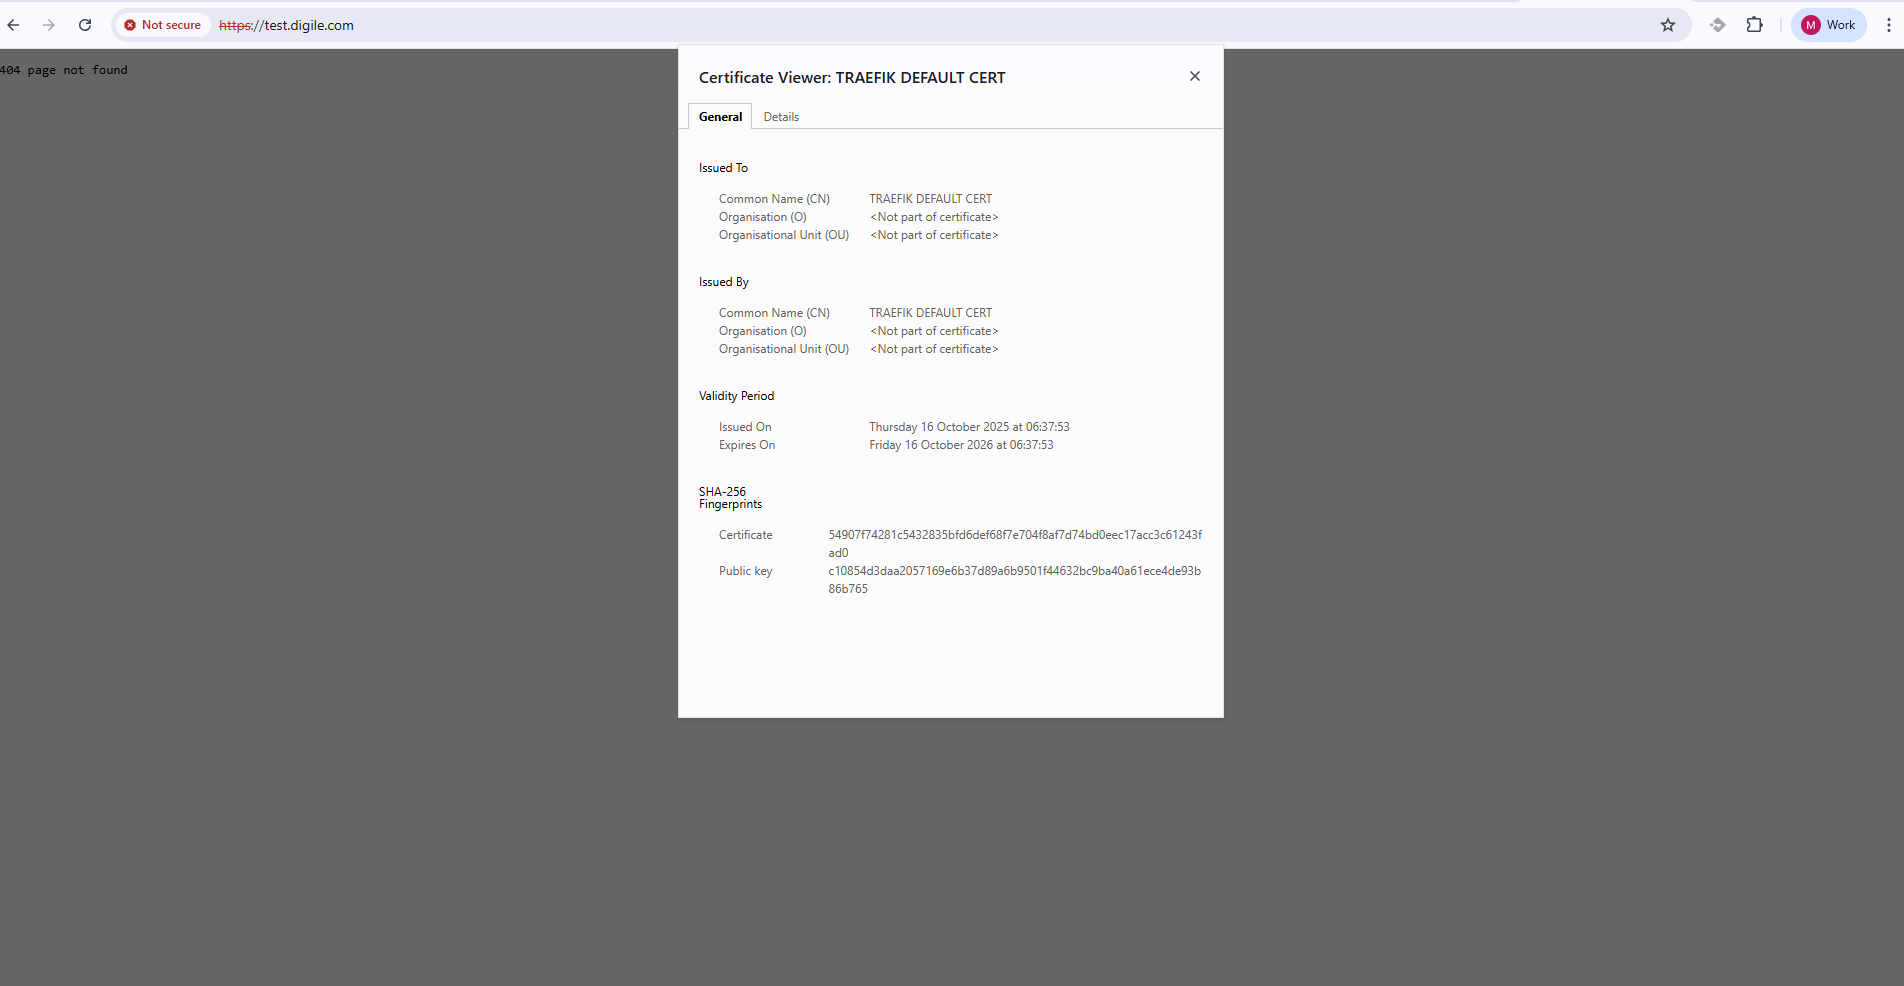 Not secure https://test.digile.com M Work
404 page not found
Certificate Viewer: TRAEFIK DEFAULT CERT
General Details
Issued To
Common Name (CN) TRAEFIK DEFAULT CERT
Organisation (O) <Not part of certificate>
Organisational Unit (OU) <Not part of certificate>
Issued By
Common Name (CN) TRAEFIK DEFAULT CERT
Organisation (O) <Not part of certificate>
Organisational Unit (OU) <Not part of certificate>
Validity Period
Issued On Thursday 16 October 2025 at 06:37:53
Expires On Friday 16 October 2026 at 06:37:53
SHA-256
Fingerprints
Certificate 54907f74281c5432835bfd6def68f7e704f8af7d74bd0eec17acc3c61243f
ad0
Public key c10854d3daa2057169e6b37d89a6b9501f44632bc9ba40a61ece4de93b
86b765